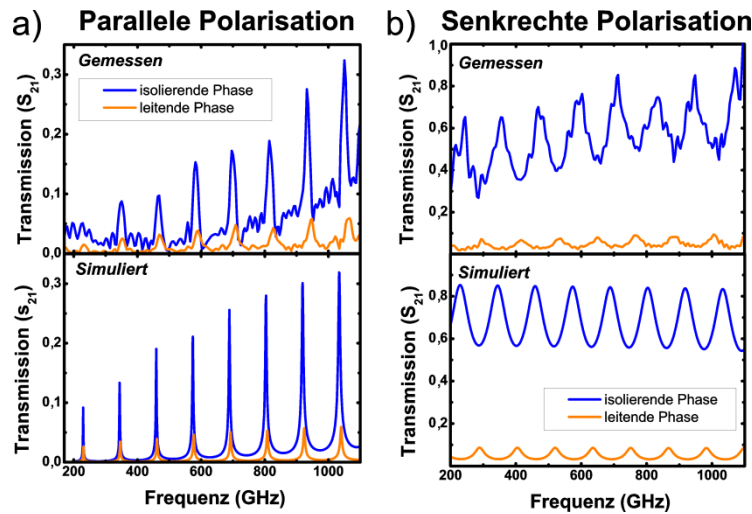 a) Parallele Polarisation
Gemessen
isolierende Phase
leitende Phase
Transmission (S21)
0,3
0,2
0,1
0,0
Simuliert
Transmission (s21)
0,3
0,2
0,1
0,0
200 400 600 800 1000
Frequenz (GHz)
b) Senkrechte Polarisation
Gemessen
Transmission (S21)
1,0
0,8
0,6
0,4
0,2
Simuliert
isolierende Phase
leitende Phase
Transmission (S21)
0,8
0,6
0,4
0,2
200 400 600 800 1000
Frequenz (GHz)